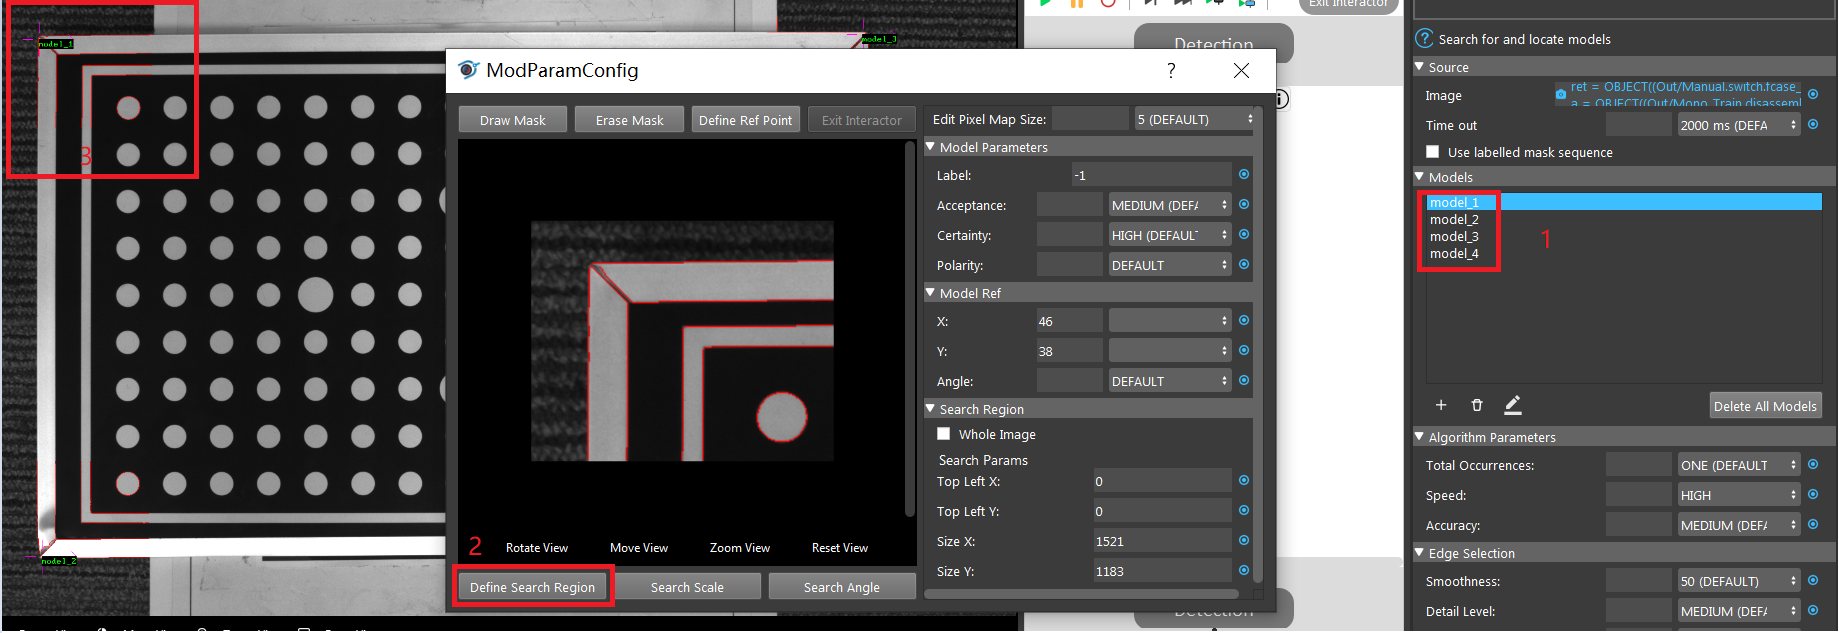 model_1
model_3
3
model_2
Exit Interactor
Detection
ModParamConfig
?
Draw Mask
Erase Mask
Define Ref Point
Exit Interactor
Edit Pixel Map Size:
5 (DEFAULT)
Model Parameters
Label:
-1
Acceptance:
MEDIUM (DEFA
Certainty:
HIGH (DEFAUL
Polarity:
DEFAULT
Model Ref
X:
46
Y:
38
Angle:
DEFAULT
Search Region
Whole Image
Search Params
Top Left X:
0
Top Left Y:
0
Size X:
1521
Size Y:
1183
2
Rotate View
Move View
Zoom View
Reset View
Define Search Region
Search Scale
Search Angle
Detection
? Search for and locate models
Source
Image
ret = OBJECT((Out/Manual.switch.fcase_
a = OBJECT((Out/Mono_Train.disassemb
Time out
2000 ms (DEFA
Use labelled mask sequence
Models
model_1
model_2
model_3
model_4
1
Delete All Models
Algorithm Parameters
Total Occurrences:
ONE (DEFAULT
Speed:
HIGH
Accuracy:
MEDIUM (DEFA
Edge Selection
Smoothness:
50 (DEFAULT)
Detail Level:
MEDIUM (DEFA